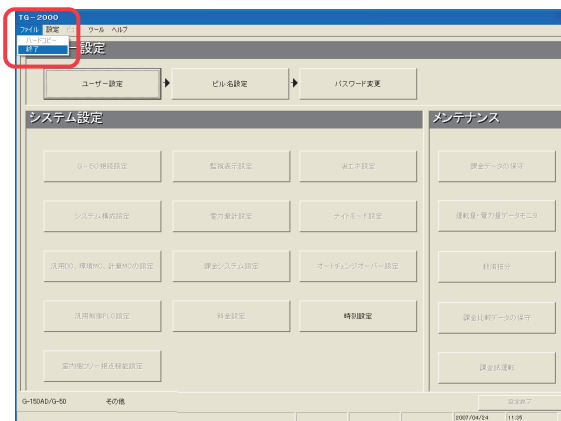 TG-2000
ファイル 設定 ビュー ツール ヘルプ
ハードコピー
終了
ー設定
ユーザー設定 ビル名設定 パスワード変更
システム設定 メンテナンス
G-50接続設定 監視表示設定 省エネ設定 課金データの保守
システム構成設定 電力量計設定 ナイトモード設定 運転量・電力量データモニタ
汎用DC、環境MC、計量MCの設定 課金システム設定 オートチェンジオーバー設定
汎用制御PLC設定 料金設定 時刻設定 課金比較データの保守
室内機フリー接点機能設定
G-150AD/G-50 その他 設定終了
2007/04/24 11:35